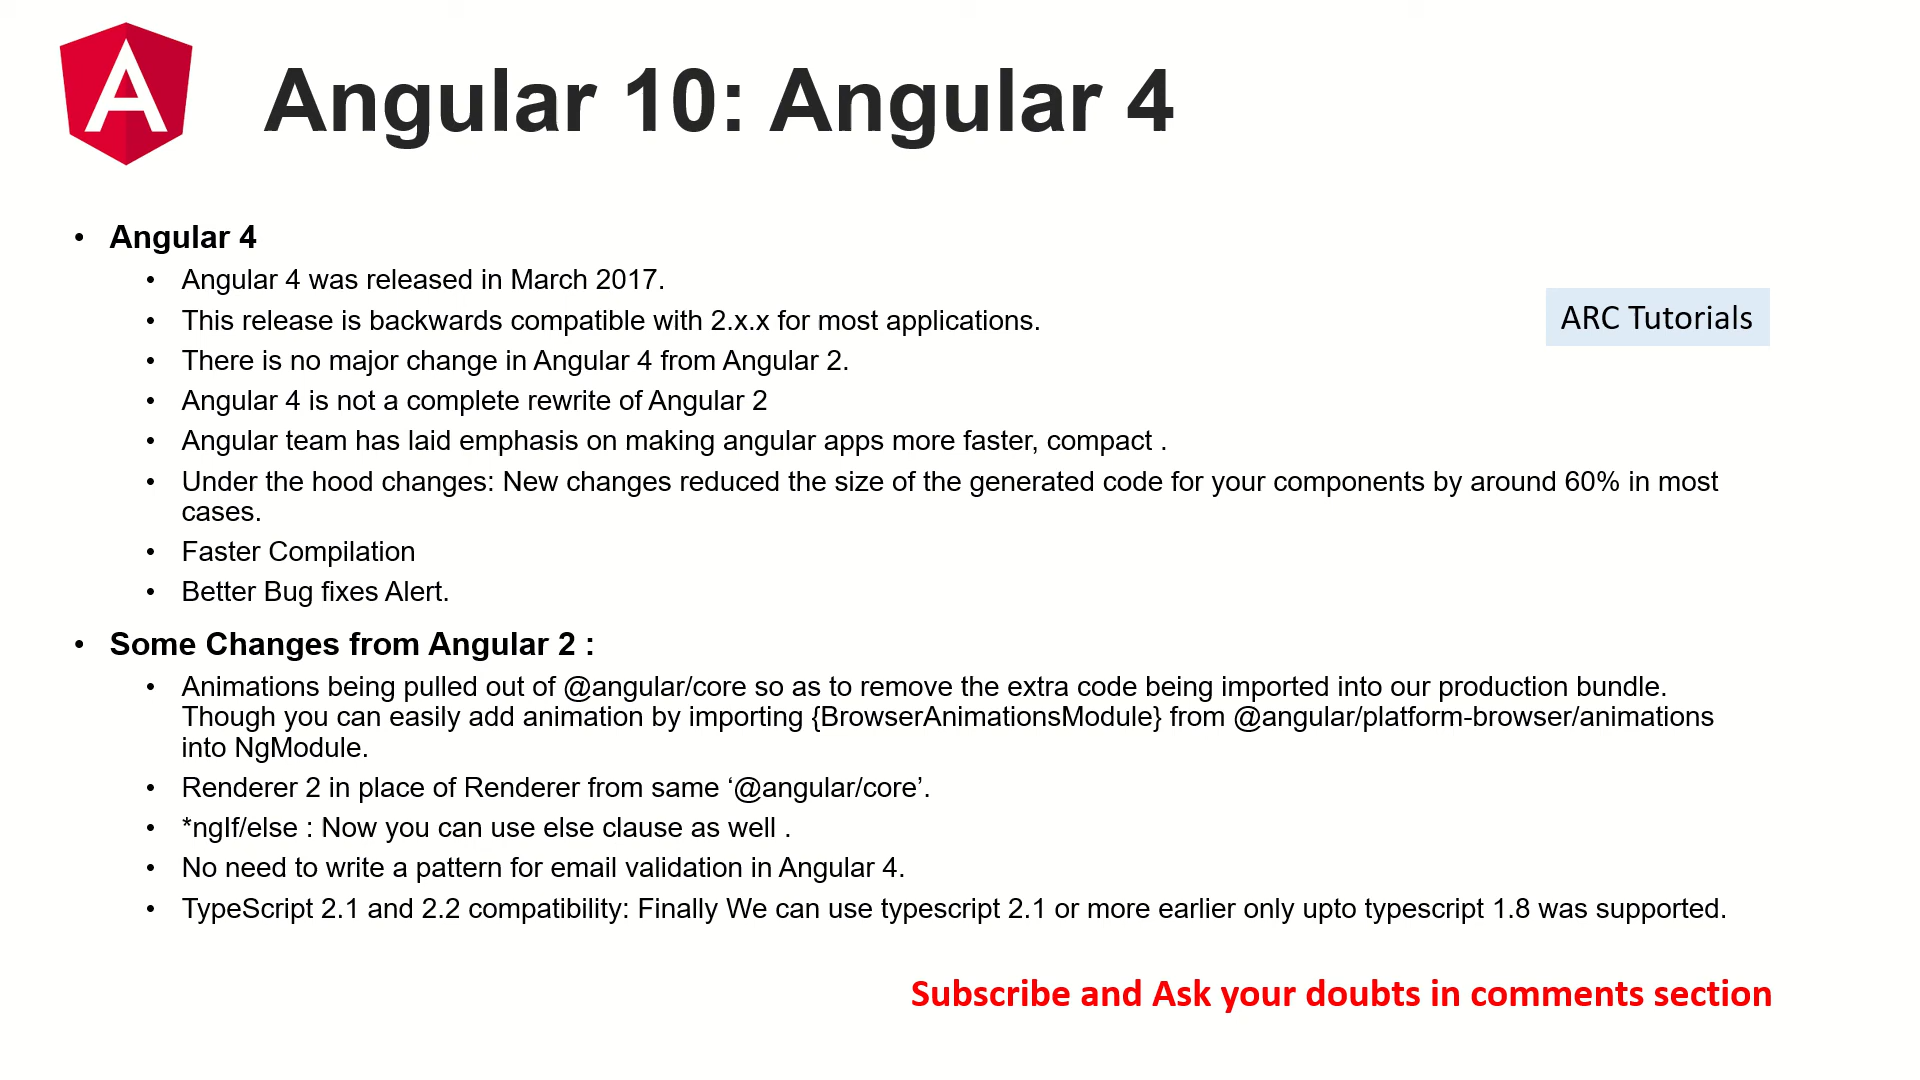 Angular 10: Angular 4
• Angular 4
• Angular 4 was released in March 2017.
• This release is backwards compatible with 2.x.x for most applications.
• There is no major change in Angular 4 from Angular 2.
• Angular 4 is not a complete rewrite of Angular 2
• Angular team has laid emphasis on making angular apps more faster, compact .
• Under the hood changes: New changes reduced the size of the generated code for your components by around 60% in most
cases.
• Faster Compilation
• Better Bug fixes Alert.
ARC Tutorials
• Some Changes from Angular 2 :
• Animations being pulled out of @angular/core so as to remove the extra code being imported into our production bundle.
Though you can easily add animation by importing {BrowserAnimationsModule} from @angular/platform-browser/animations
into NgModule.
• Renderer 2 in place of Renderer from same ‘@angular/core’.
• *ngIf/else : Now you can use else clause as well .
• No need to write a pattern for email validation in Angular 4.
• TypeScript 2.1 and 2.2 compatibility: Finally We can use typescript 2.1 or more earlier only upto typescript 1.8 was supported.
Subscribe and Ask your doubts in comments section